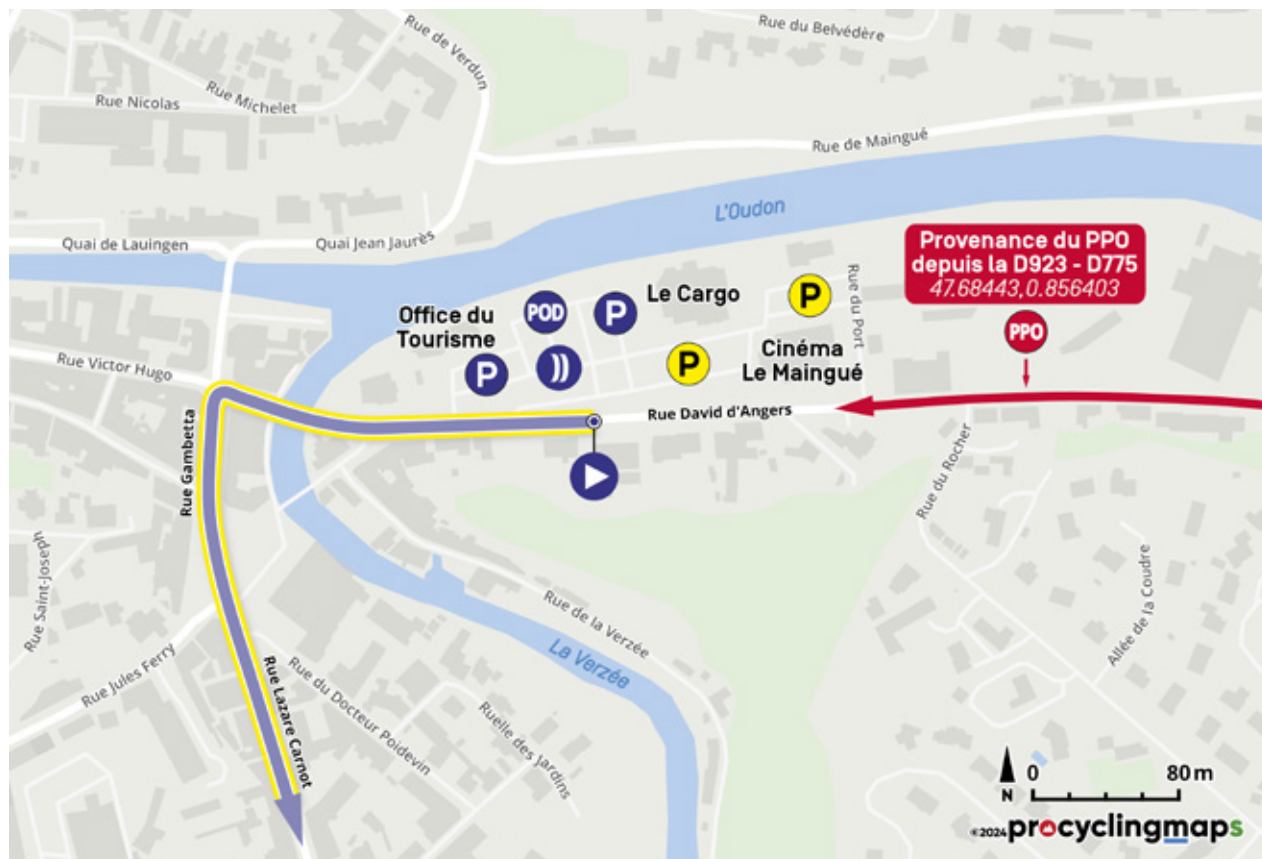 Rue du Belvédère
Rue de Verdun
Rue Michelet
Rue Nicolas
Rue de Maingué
L'Oudon
Quai de Lauingen
Quai Jean Jaurès
Provenance du PPO
depuis la D923 - D775
47.68443,0.856403
PPO
Rue du Port
P
Le Cargo
POD
P
Office du
Tourisme
P
P
Cinéma
Le Maingué
Rue Victor Hugo
Rue David d'Angers
Rue Gambetta
Rue du Rocher
Rue Saint-Joseph
Allée de la Coudre
Rue de la Verzée
La Verzée
Rue Jules Ferry
Rue Lazare Carnot
Rue du Docteur Poidevin
Ruelle des Jardins
N
0 80 m
©2024 procyclingmaps